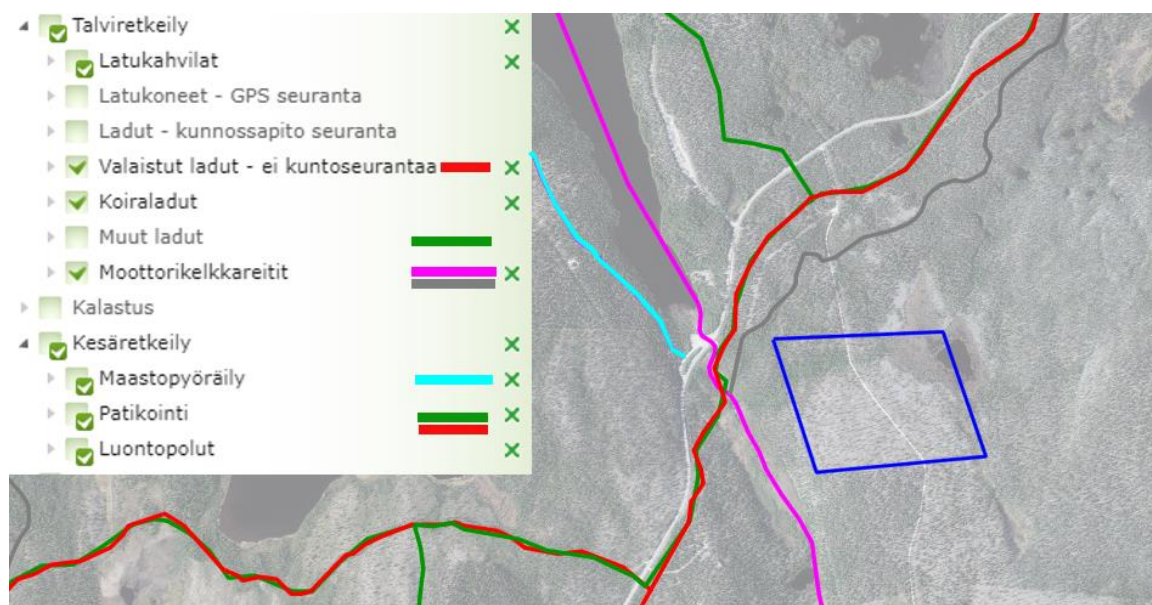 Talviretkeily
Latukahvilat
Latukoneet - GPS seuranta
Ladut - kunnossapito seuranta
Valaistut ladut - ei kuntoseurantaa
Koiraladut
Muut ladut
Moottorikelkkareitit
Kalastus
Kesäretkeily
Maastopyöräily
Patikointi
Luontopolut